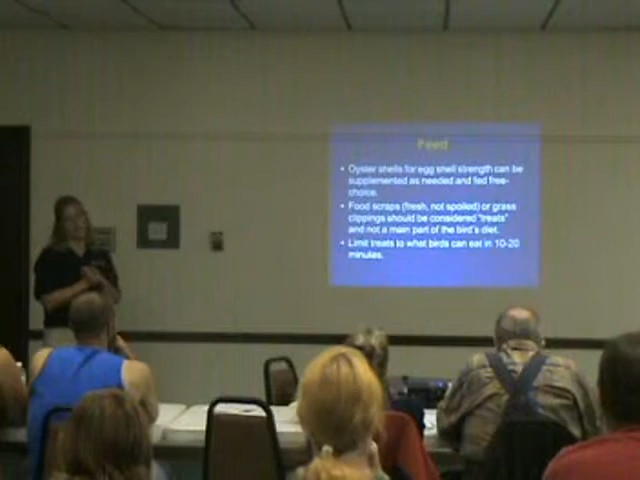 Feed
• Oyster shells for egg shell strength can be
supplemented as needed and fed free-
choice.
• Food scraps (fresh, not spoiled) or grass
clippings should be considered "treats"
and not a main part of the bird's diet.
• Limit treats to what birds can eat in 10-20
minutes.